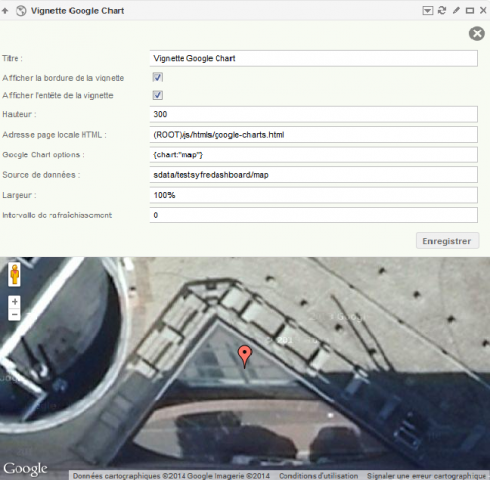 Vignette Google Chart
Titre :
Vignette Google Chart
Afficher la bordure de la vignette
Afficher l'entête de la vignette
Hauteur :
300
Adresse page locale HTML :
(ROOT)/js/htmls/google-charts.html
Google Chart options :
{chart:"map"}
Source de données :
sdata/testsyfredashboard/map
Largeur :
100%
Intervalle de rafraîchissement
0
Enregistrer
Google
Données cartographiques ©2014 Google Imagerie ©2014
Conditions d'utilisation
Signaler une erreur cartographique